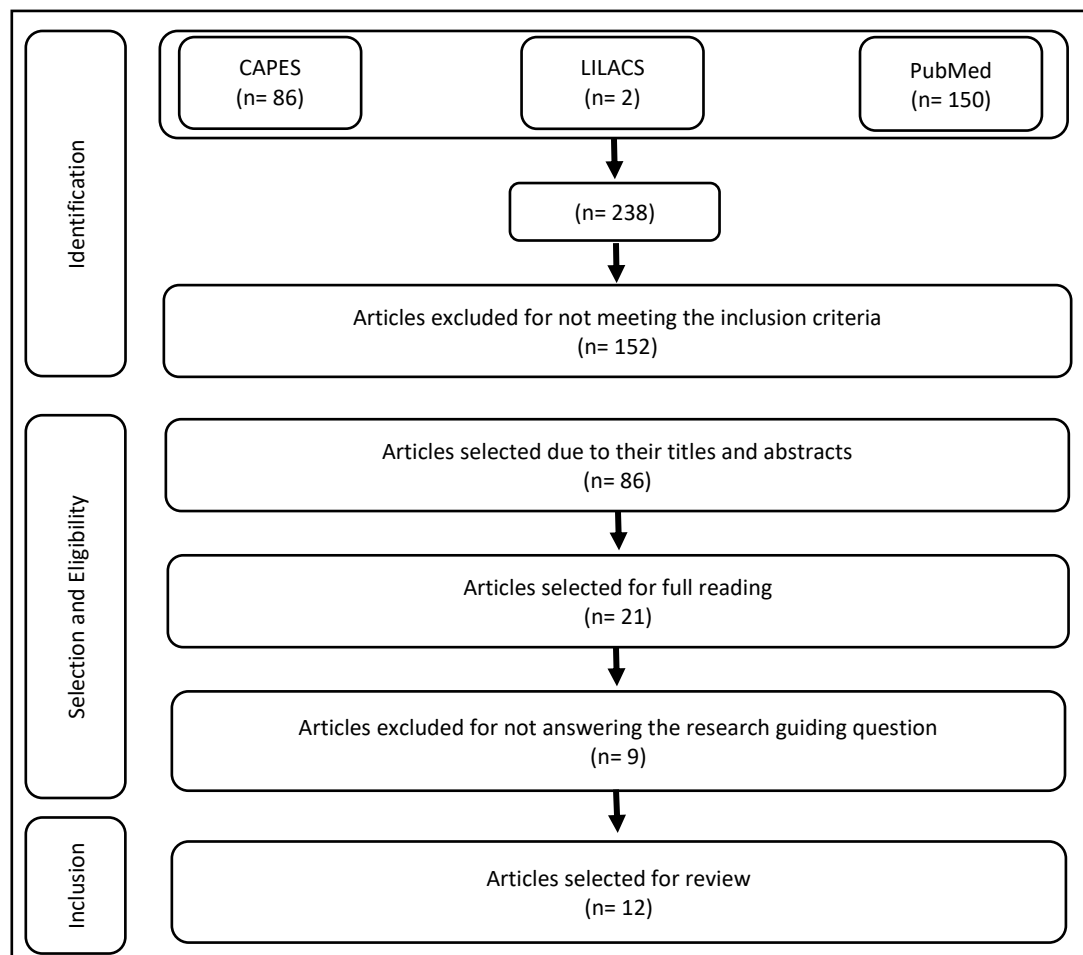 Identification
CAPES
(n= 86)
LILACS
(n= 2)
PubMed
(n= 150)
(n= 238)
Articles excluded for not meeting the inclusion criteria
(n= 152)
Selection and Eligibility
Articles selected due to their titles and abstracts
(n= 86)
Articles selected for full reading
(n= 21)
Articles excluded for not answering the research guiding question
(n= 9)
Inclusion
Articles selected for review
(n= 12)